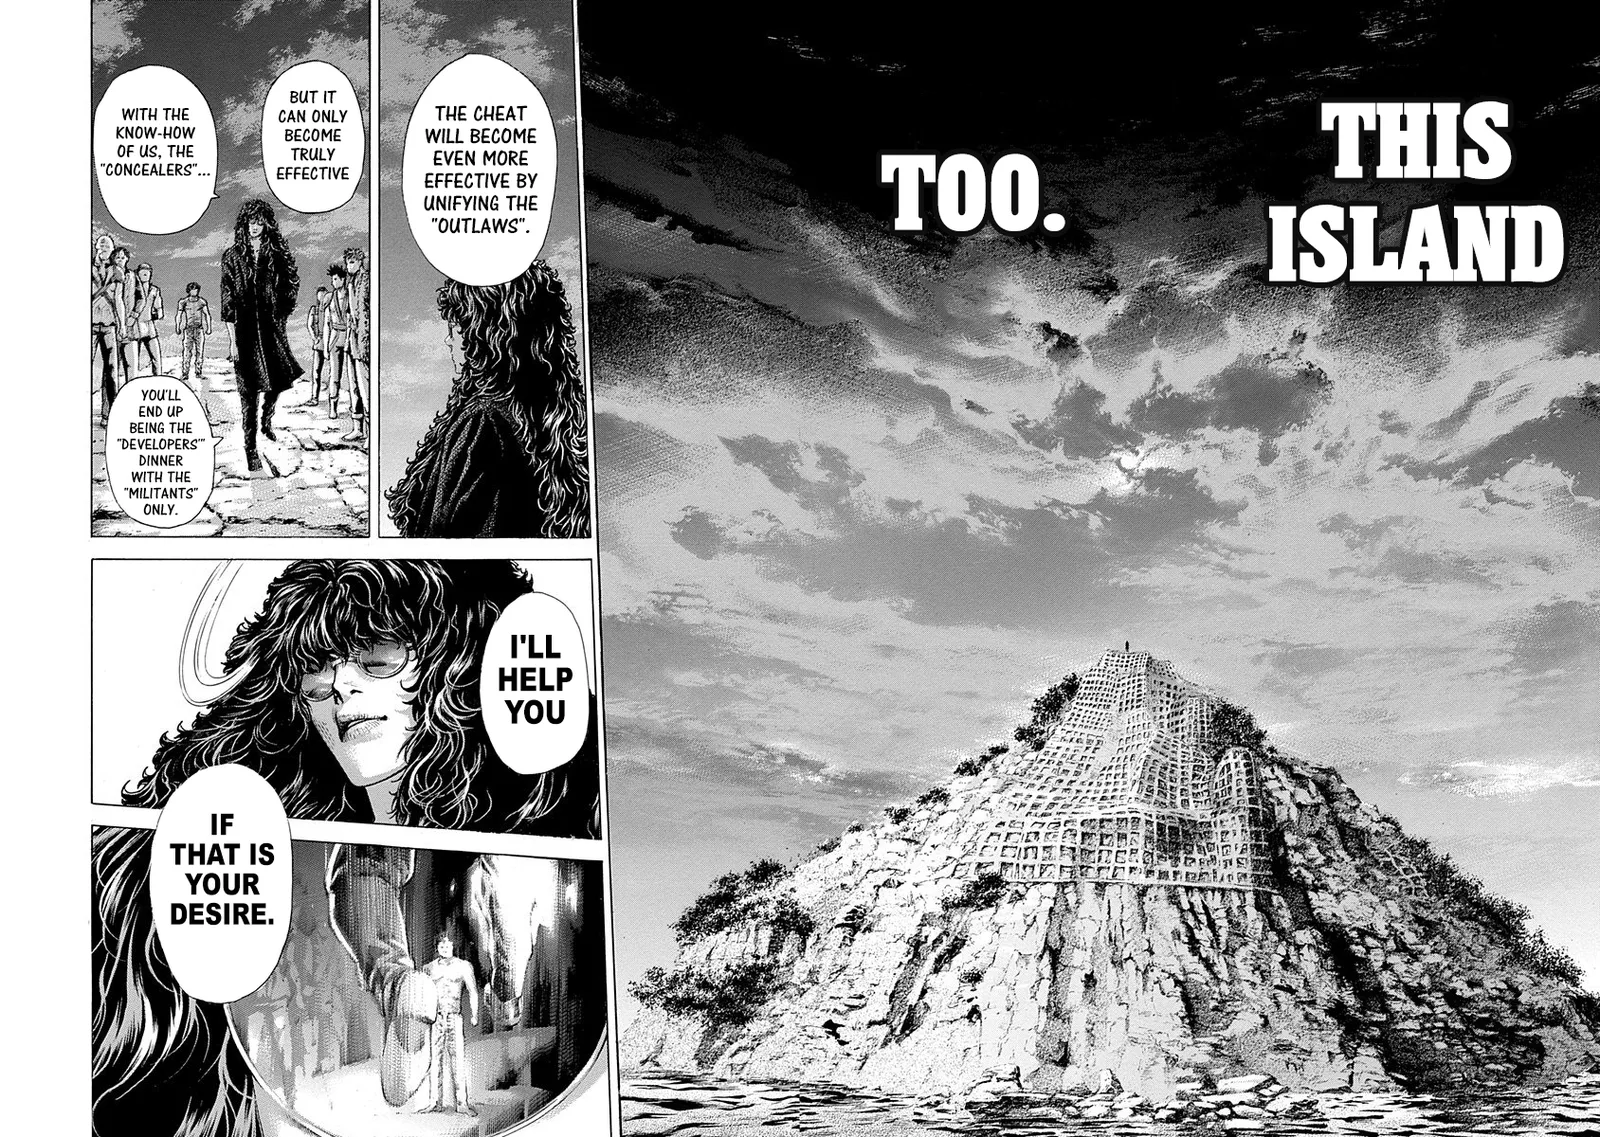 THIS
ISLAND
TOO.
THE CHEAT
WILL BECOME
EVEN MORE
EFFECTIVE BY
UNIFYING THE
"OUTLAWS".
BUT IT
CAN ONLY
BECOME
TRULY
EFFECTIVE
WITH THE
KNOW-HOW
OF US, THE
"CONCEALERS"...
YOU'LL
END UP
BEING THE
"DEVELOPERS'"
DINNER
WITH THE
"MILITANTS"
ONLY.
I'LL
HELP
YOU
IF
THAT IS
YOUR
DESIRE.